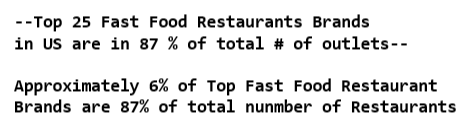 --Top 25 Fast Food Restaurants Brands
in US are in 87 % of total # of outlets--
Approximately 6% of Top Fast Food Restaurant
Brands are 87% of total nunmber of Restaurants